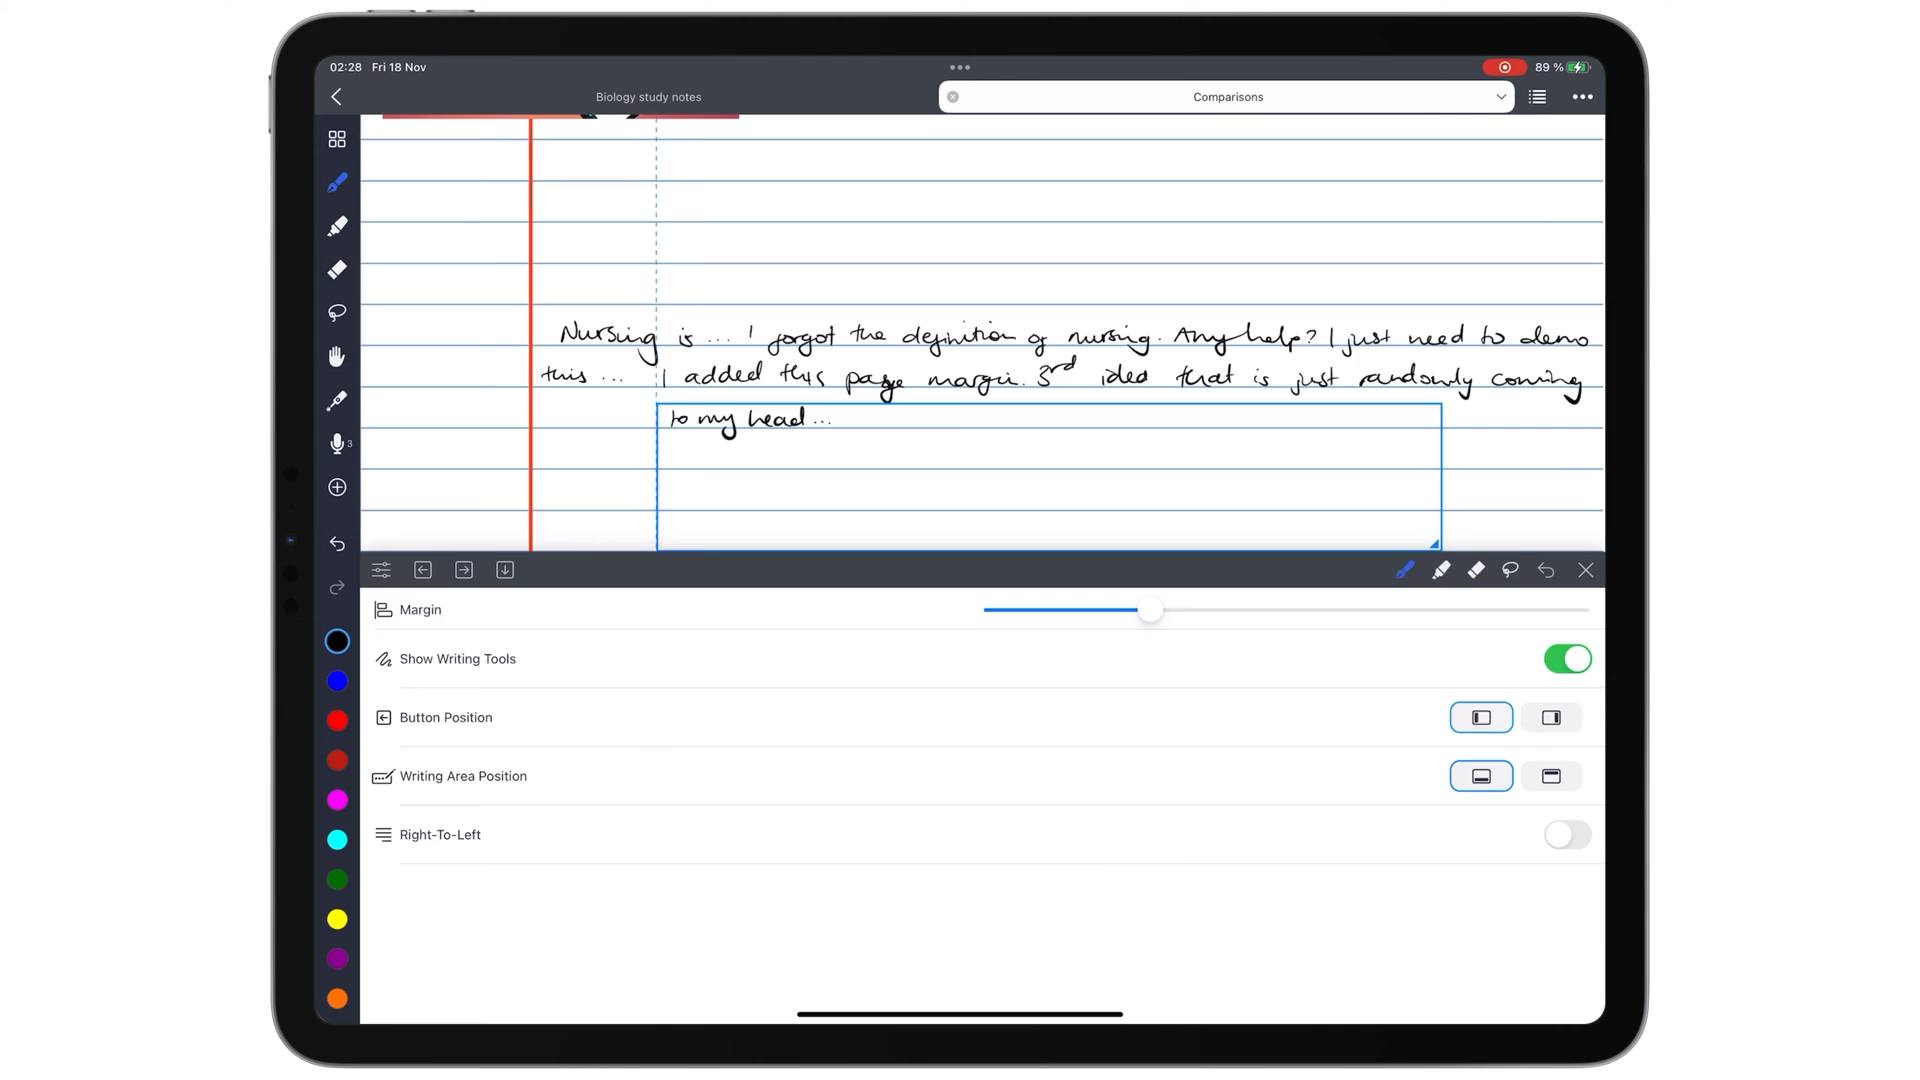 02:28 Fri 18 Nov
89 %
Biology study notes
Comparisons
Nursing is ... I forgot the definition of nursing. Any help? I just need to demo
this ... I added this page margin. 3rd idea that is just randomly coming
to my head ...
3
Margin
Show Writing Tools
Button Position
Writing Area Position
Right-To-Left